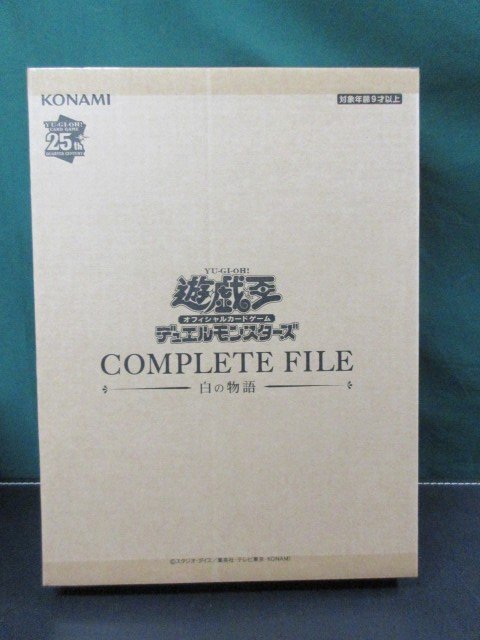 KONAMI
対象年齢9才以上
YU-GI-OH!
CARD GAME
25th
QUARTER CENTURY
YU-GI-OH!
遊戯王
オフィシャルカードゲーム
デュエルモンスターズ
COMPLETE FILE
白の物語
©スタジオ・ダイス／集英社・テレビ東京・KONAMI